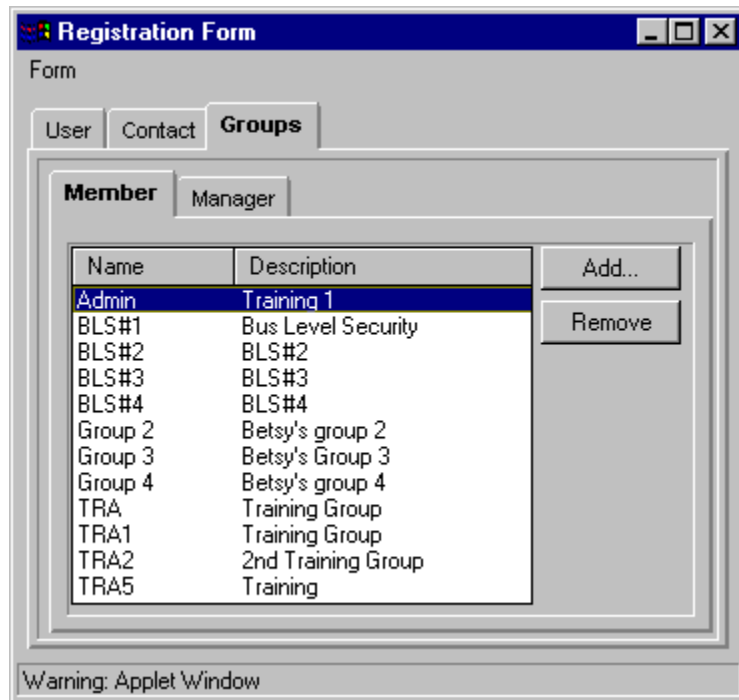 Registration Form
Form
User Contact Groups
Member Manager
Name Description Add...
Admin Training 1
BLS#1 Bus Level Security Remove
BLS#2 BLS#2
BLS#3 BLS#3
BLS#4 BLS#4
Group 2 Betsy's group 2
Group 3 Betsy's Group 3
Group 4 Betsy's group 4
TRA Training Group
TRA1 Training Group
TRA2 2nd Training Group
TRA5 Training
Warning: Applet Window